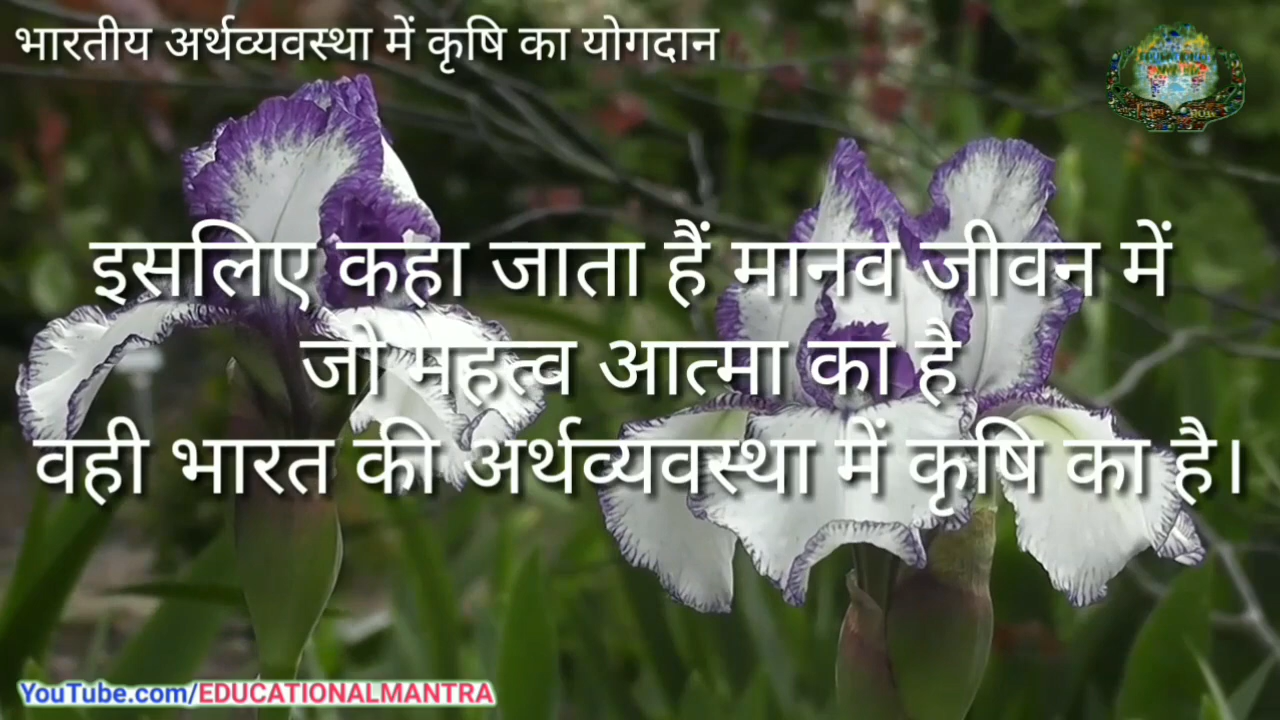 भारतीय अर्थव्यवस्था में कृषि का योगदान
इसलिए कहा जाता हैं मानव जीवन में
जो महत्व आत्मा का है
वही भारत की अर्थव्यवस्था में कृषि का है।
YouTube.com/EDUCATIONALMANTRA